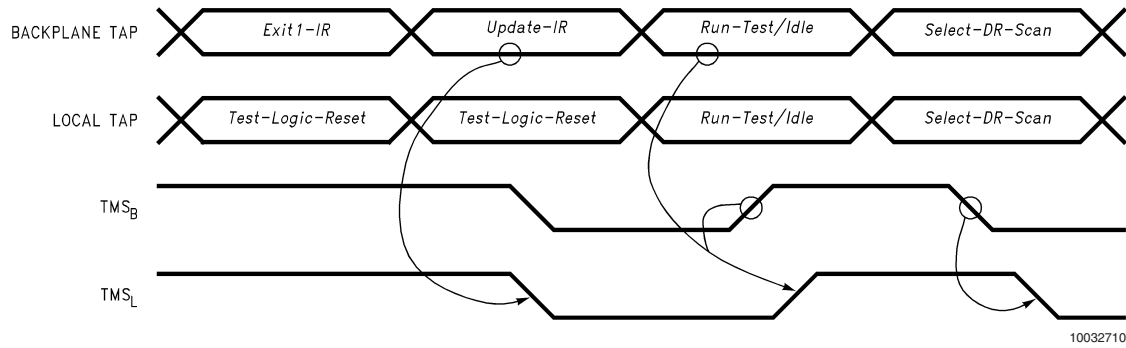 BACKPLANE TAP Exit1-IR Update-IR Run-Test/Idle Select-DR-Scan
LOCAL TAP Test-Logic-Reset Test-Logic-Reset Run-Test/Idle Select-DR-Scan
TMSB
TMSL
10032710